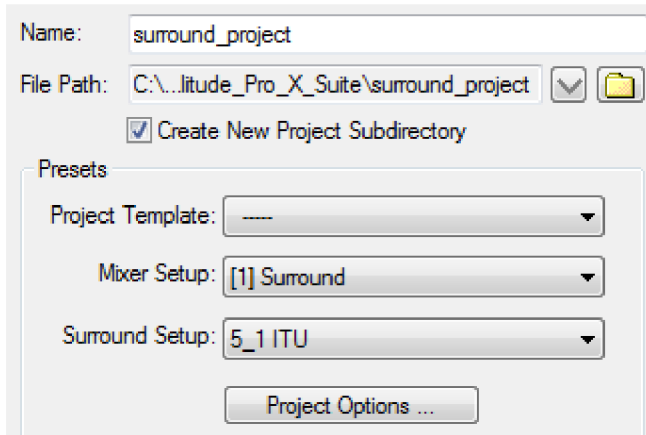 Name: surround_project
File Path: C:\...litude_Pro_X_Suite\surround_project
Create New Project Subdirectory
Presets
Project Template: -----
Mixer Setup: [1] Surround
Surround Setup: 5_1 ITU
Project Options ...